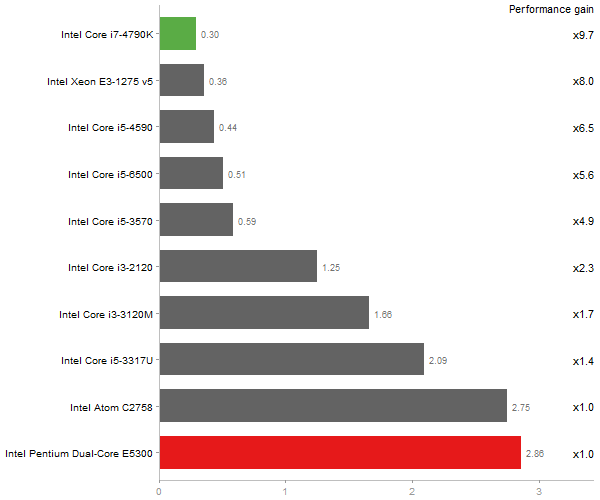 Performance gain
Intel Core i7-4790K 0.30 x9.7
Intel Xeon E3-1275 v5 0.36 x8.0
Intel Core i5-4590 0.44 x6.5
Intel Core i5-6500 0.51 x5.6
Intel Core i5-3570 0.59 x4.9
Intel Core i3-2120 1.25 x2.3
Intel Core i3-3120M 1.66 x1.7
Intel Core i5-3317U 2.09 x1.4
Intel Atom C2758 2.75 x1.0
Intel Pentium Dual-Core E5300 2.86 x1.0
0 1 2 3